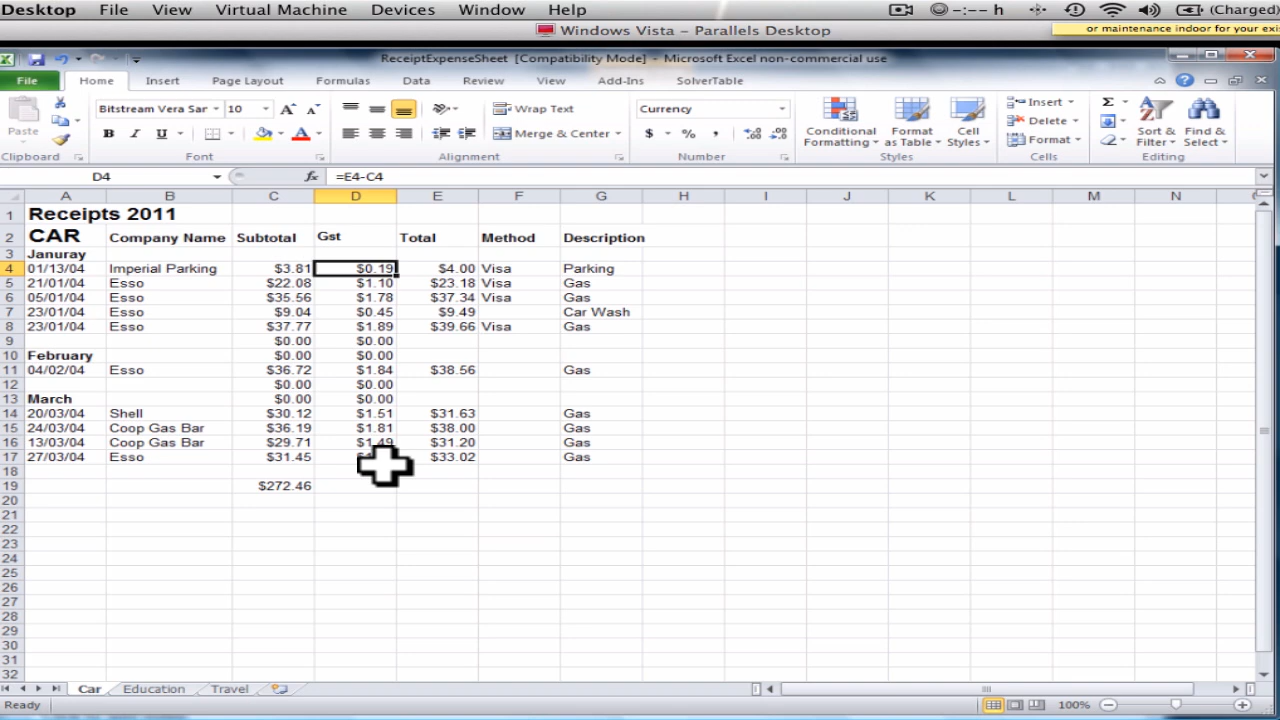 Desktop File View Virtual Machine Devices Window Help -:-- h (Charged)
Windows Vista – Parallels Desktop or maintenance indoor for your exis
ReceiptExpenseSheet [Compatibility Mode] - Microsoft Excel non-commercial use
File Home Insert Page Layout Formulas Data Review View Add-Ins SolverTable
Paste Bitstream Vera Sar 10 A A Wrap Text Currency Conditional Formatting Format as Table Cell Styles Insert Delete Format Σ Sort & Filter Find & Select
B I U A Merge & Center $ % ,
Clipboard Font Alignment Number Styles Cells Editing
D4 fx =E4-C4
A B C D E F G H I J K L M N
1 Receipts 2011
2 CAR Company Name Subtotal Gst Total Method Description
3 Januray
4 01/13/04 Imperial Parking $3.81 $0.19 $4.00 Visa Parking
5 21/01/04 Esso $22.08 $1.10 $23.18 Visa Gas
6 05/01/04 Esso $35.56 $1.78 $37.34 Visa Gas
7 23/01/04 Esso $9.04 $0.45 $9.49 Car Wash
8 23/01/04 Esso $37.77 $1.89 $39.66 Visa Gas
9 $0.00 $0.00
10 February $0.00 $0.00
11 04/02/04 Esso $36.72 $1.84 $38.56 Gas
12 $0.00 $0.00
13 March $0.00 $0.00
14 20/03/04 Shell $30.12 $1.51 $31.63 Gas
15 24/03/04 Coop Gas Bar $36.19 $1.81 $38.00 Gas
16 13/03/04 Coop Gas Bar $29.71 $1.49 $31.20 Gas
17 27/03/04 Esso $31.45 $33.02 Gas
18
19 $272.46
20
21
22
23
24
25
26
27
28
29
30
31
32
Car Education Travel
Ready 100%